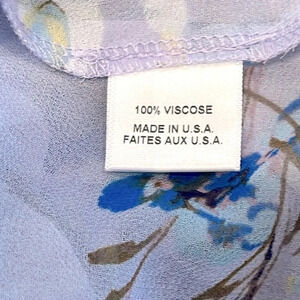 100% VISCOSE
MADE IN U.S.A.
FAITES AUX U.S.A.